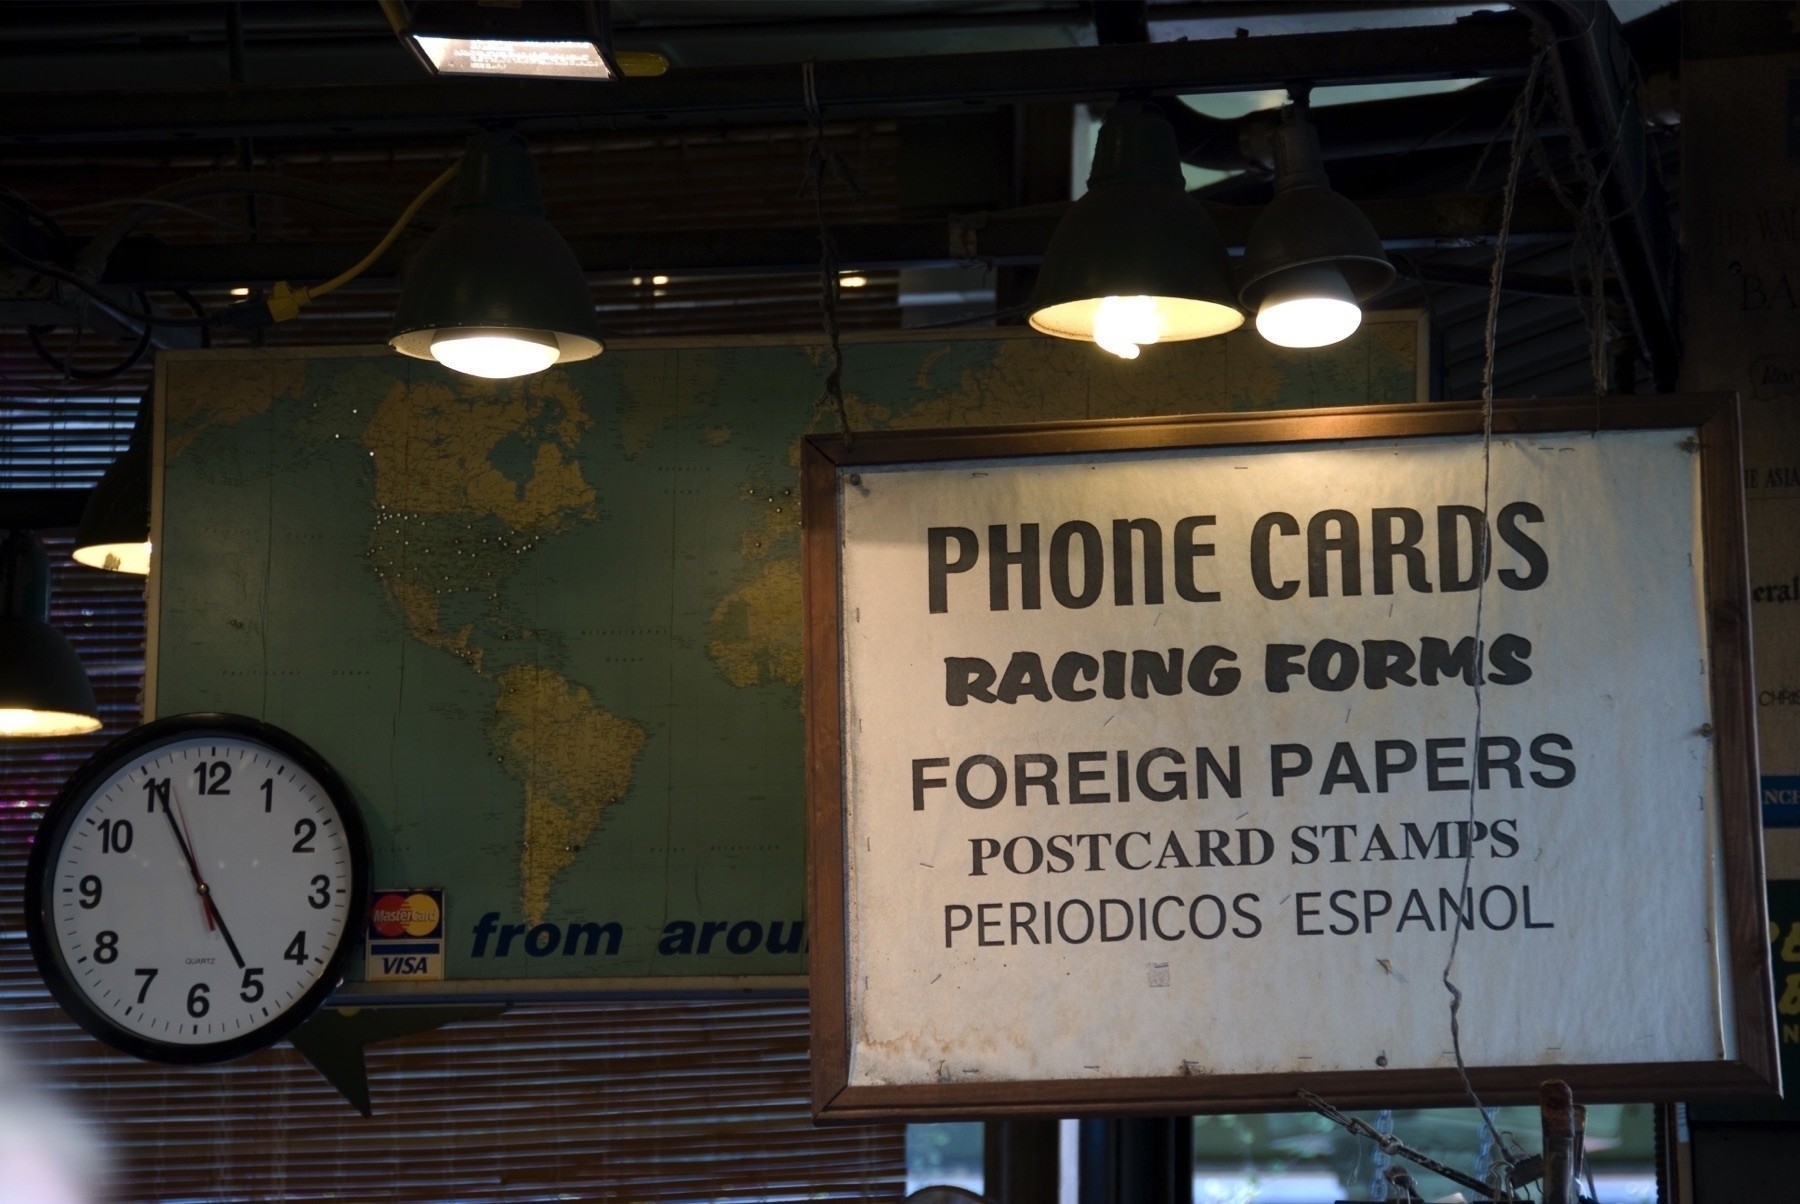 PHONE CARDS
RACING FORMS
FOREIGN PAPERS
POSTCARD STAMPS
PERIODICOS ESPANOL
from arou
MasterCard
VISA
12
1
2
3
4
5
6
7
8
9
10
11
QUARTZ